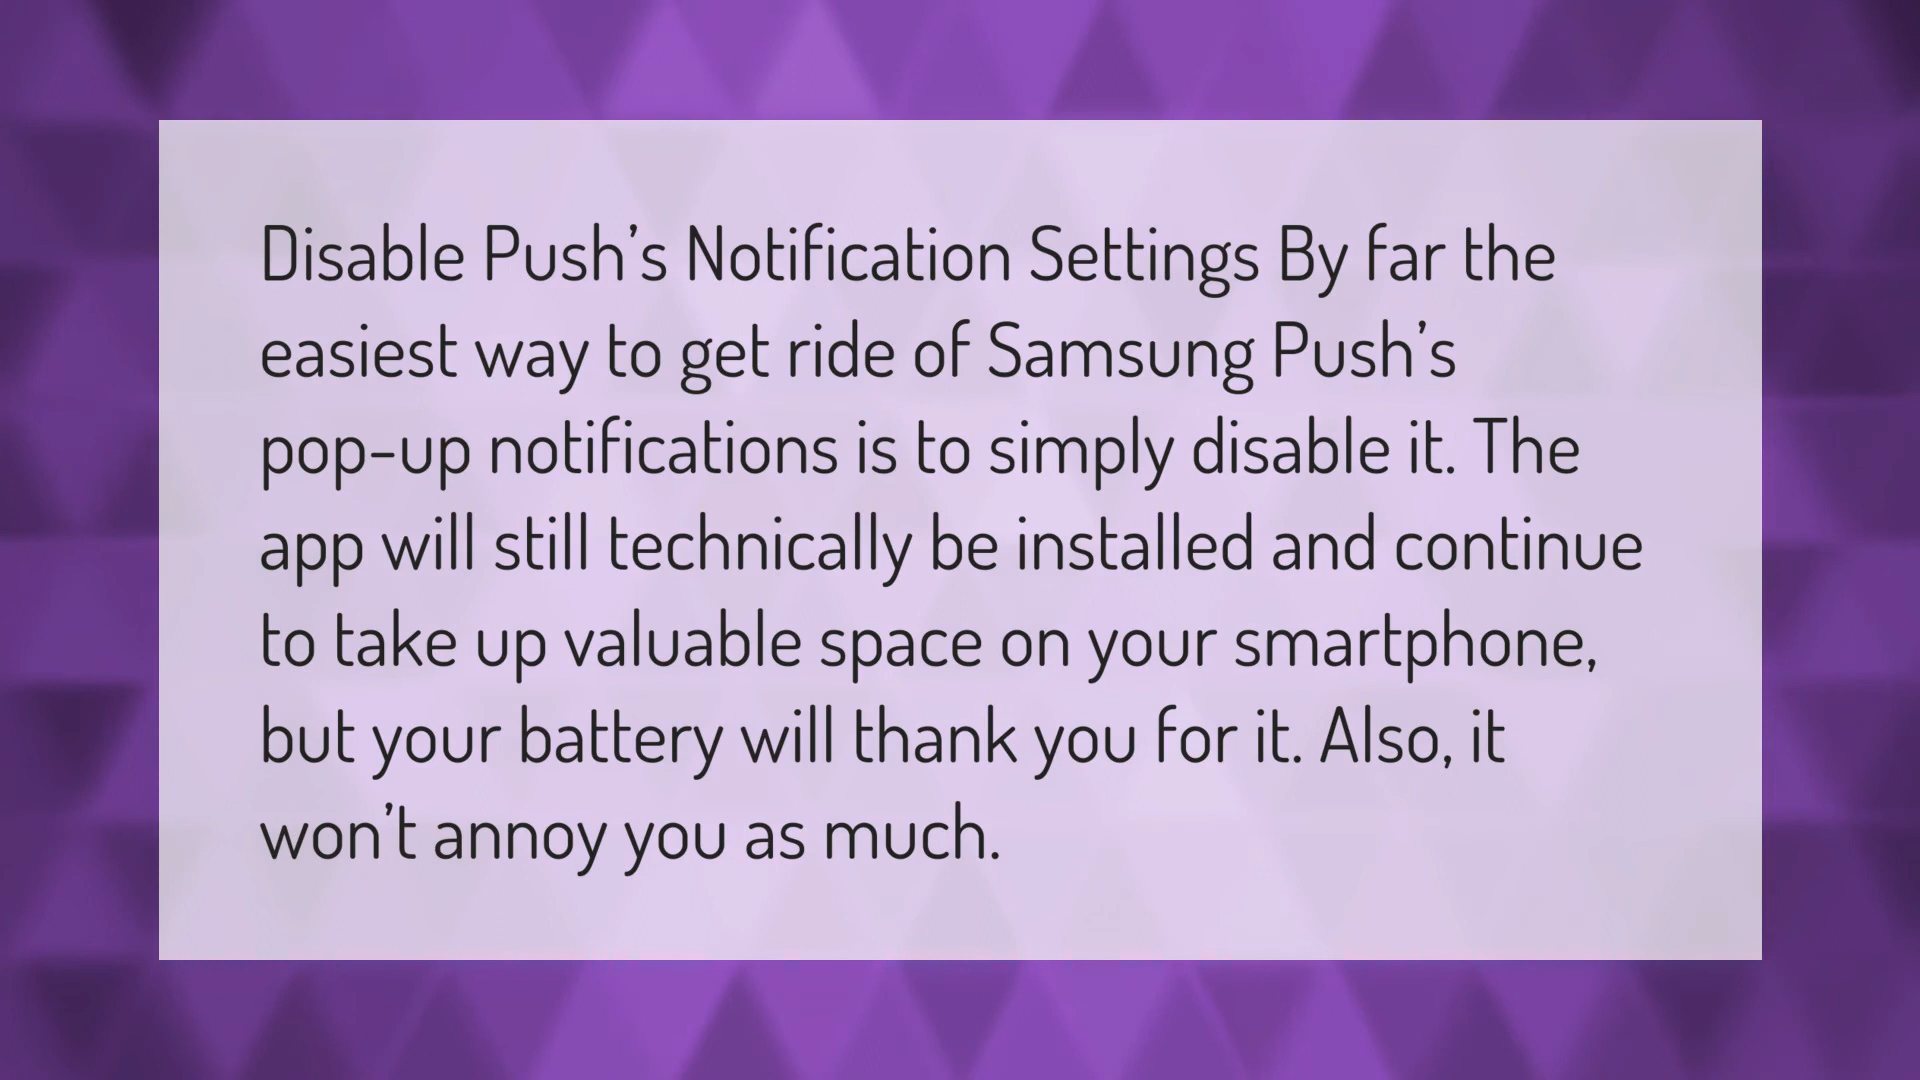 Disable Push's Notification Settings By far the
easiest way to get ride of Samsung Push's
pop-up notifications is to simply disable it. The
app will still technically be installed and continue
to take up valuable space on your smartphone,
but your battery will thank you for it. Also, it
won't annoy you as much.